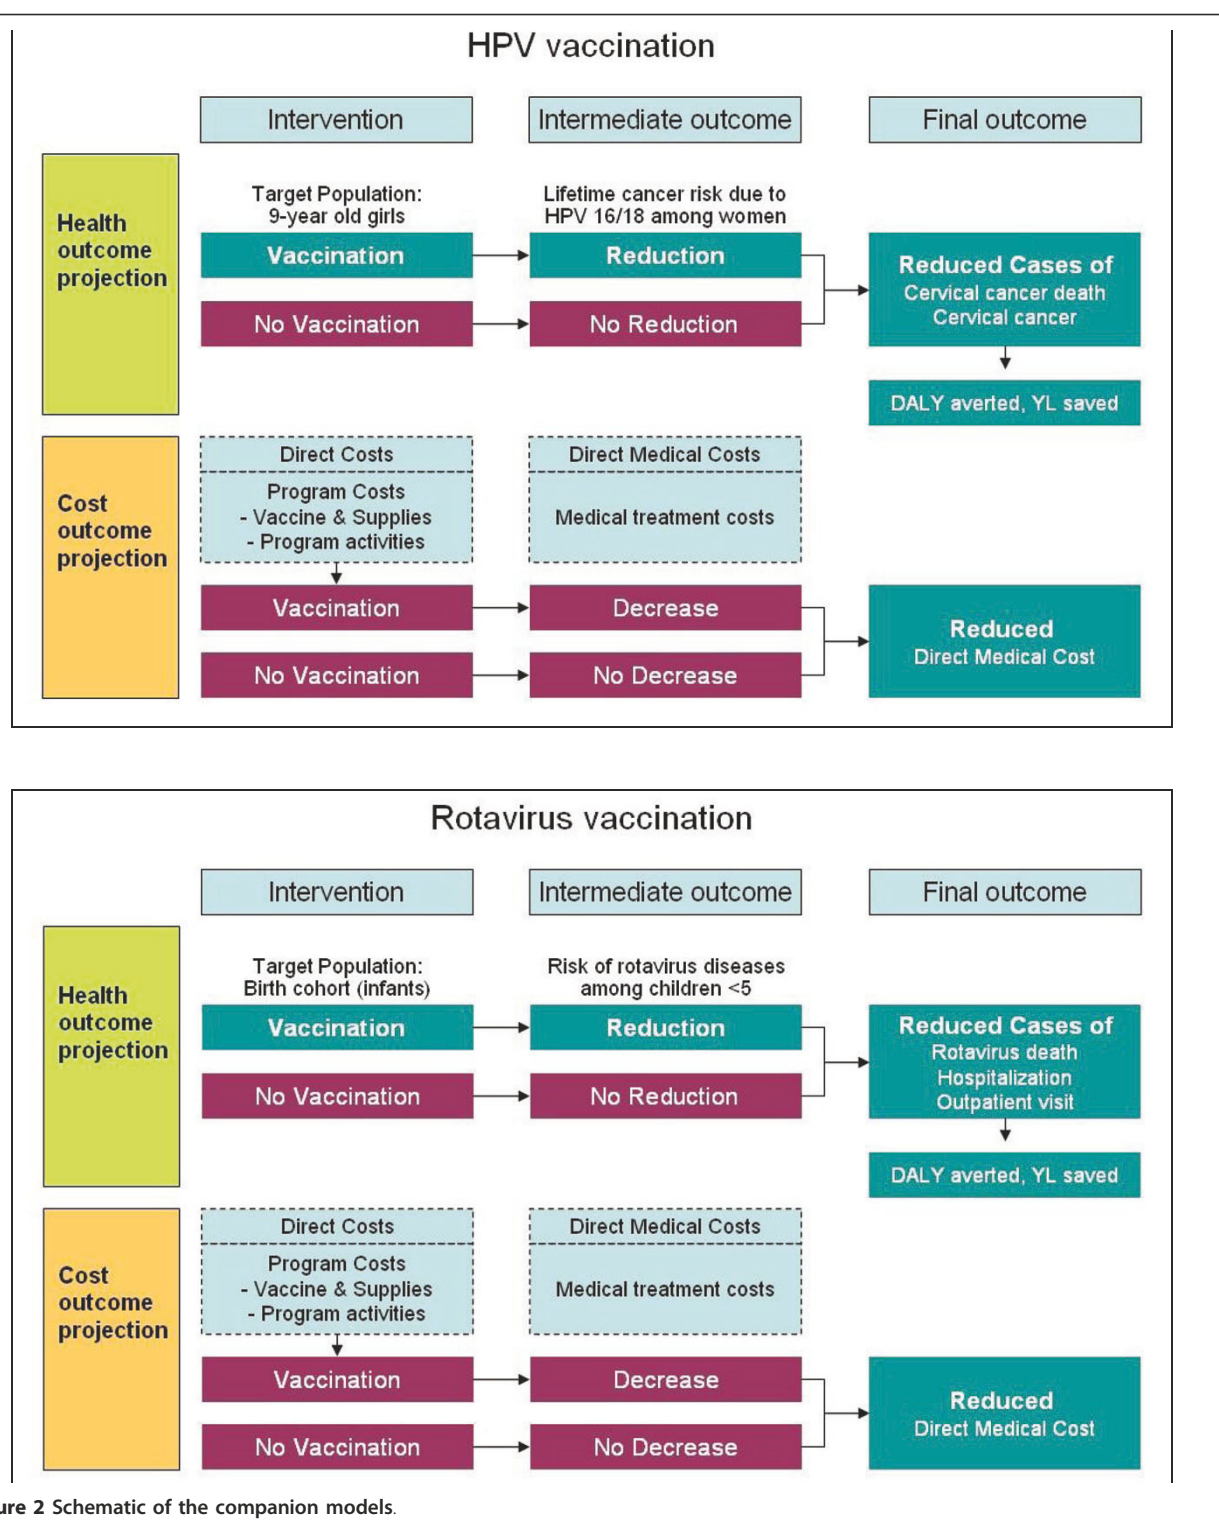 HPV vaccination
Intervention
Intermediate outcome
Final outcome
Health
outcome
projection
Target Population:
9-year old girls
Lifetime cancer risk due to
HPV 16/18 among women
Vaccination
Reduction
No Vaccination
No Reduction
Reduced Cases of
Cervical cancer death
Cervical cancer
DALY averted, YL saved
Cost
outcome
projection
Direct Costs
Program Costs
- Vaccine & Supplies
- Program activities
Direct Medical Costs
Medical treatment costs
Vaccination
Decrease
No Vaccination
No Decrease
Reduced
Direct Medical Cost
Rotavirus vaccination
Intervention
Intermediate outcome
Final outcome
Health
outcome
projection
Target Population:
Birth cohort (infants)
Risk of rotavirus diseases
among children <5
Vaccination
Reduction
No Vaccination
No Reduction
Reduced Cases of
Rotavirus death
Hospitalization
Outpatient visit
DALY averted, YL saved
Cost
outcome
projection
Direct Costs
Program Costs
- Vaccine & Supplies
- Program activities
Direct Medical Costs
Medical treatment costs
Vaccination
Decrease
No Vaccination
No Decrease
Reduced
Direct Medical Cost
ure 2 Schematic of the companion models.